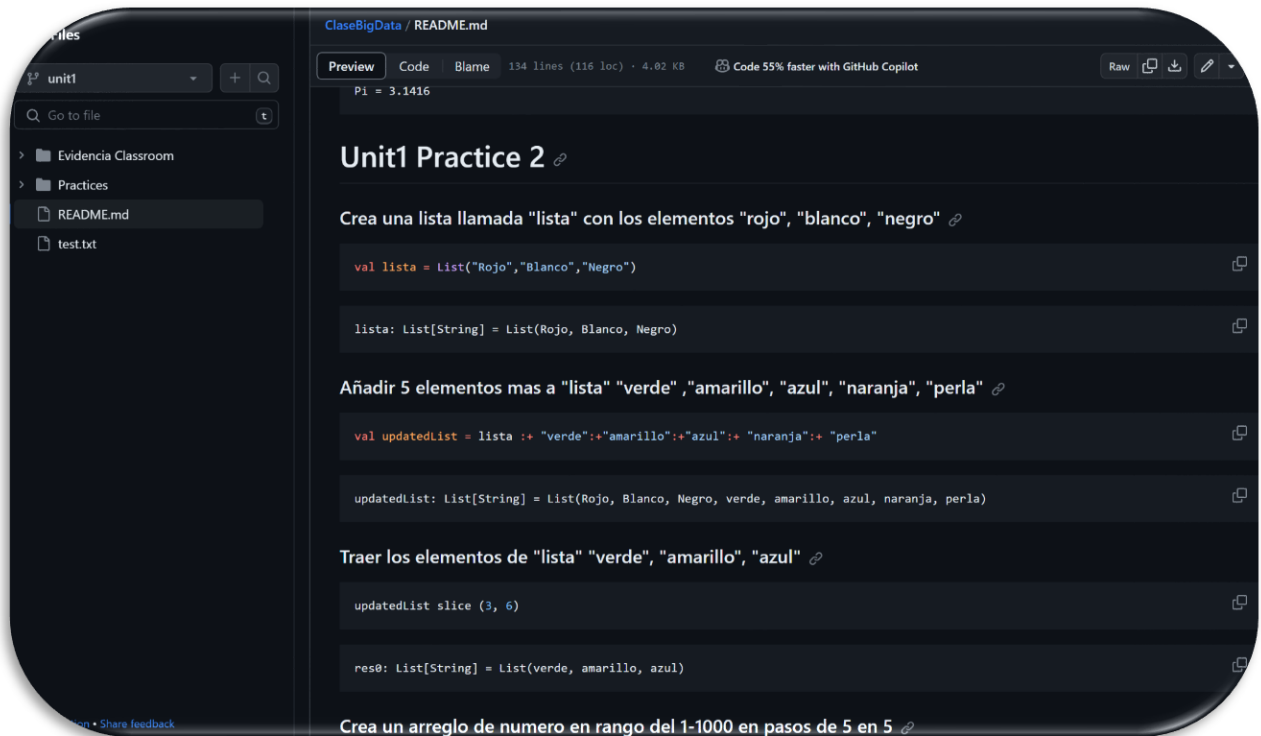 Files
unit1
Go to file
t
Evidencia Classroom
Practices
README.md
test.txt
• Share feedback
ClaseBigData / README.md
Preview Code Blame 134 lines (116 loc) · 4.02 KB Code 55% faster with GitHub Copilot Raw
Pi = 3.1416
Unit1 Practice 2
Crea una lista llamada "lista" con los elementos "rojo", "blanco", "negro"
val lista = List("Rojo","Blanco","Negro")
lista: List[String] = List(Rojo, Blanco, Negro)
Añadir 5 elementos mas a "lista" "verde" ,"amarillo", "azul", "naranja", "perla"
val updatedList = lista :+ "verde":+"amarillo":+"azul":+ "naranja":+ "perla"
updatedList: List[String] = List(Rojo, Blanco, Negro, verde, amarillo, azul, naranja, perla)
Traer los elementos de "lista" "verde", "amarillo", "azul"
updatedList slice (3, 6)
res0: List[String] = List(verde, amarillo, azul)
Crea un arreglo de numero en rango del 1-1000 en pasos de 5 en 5